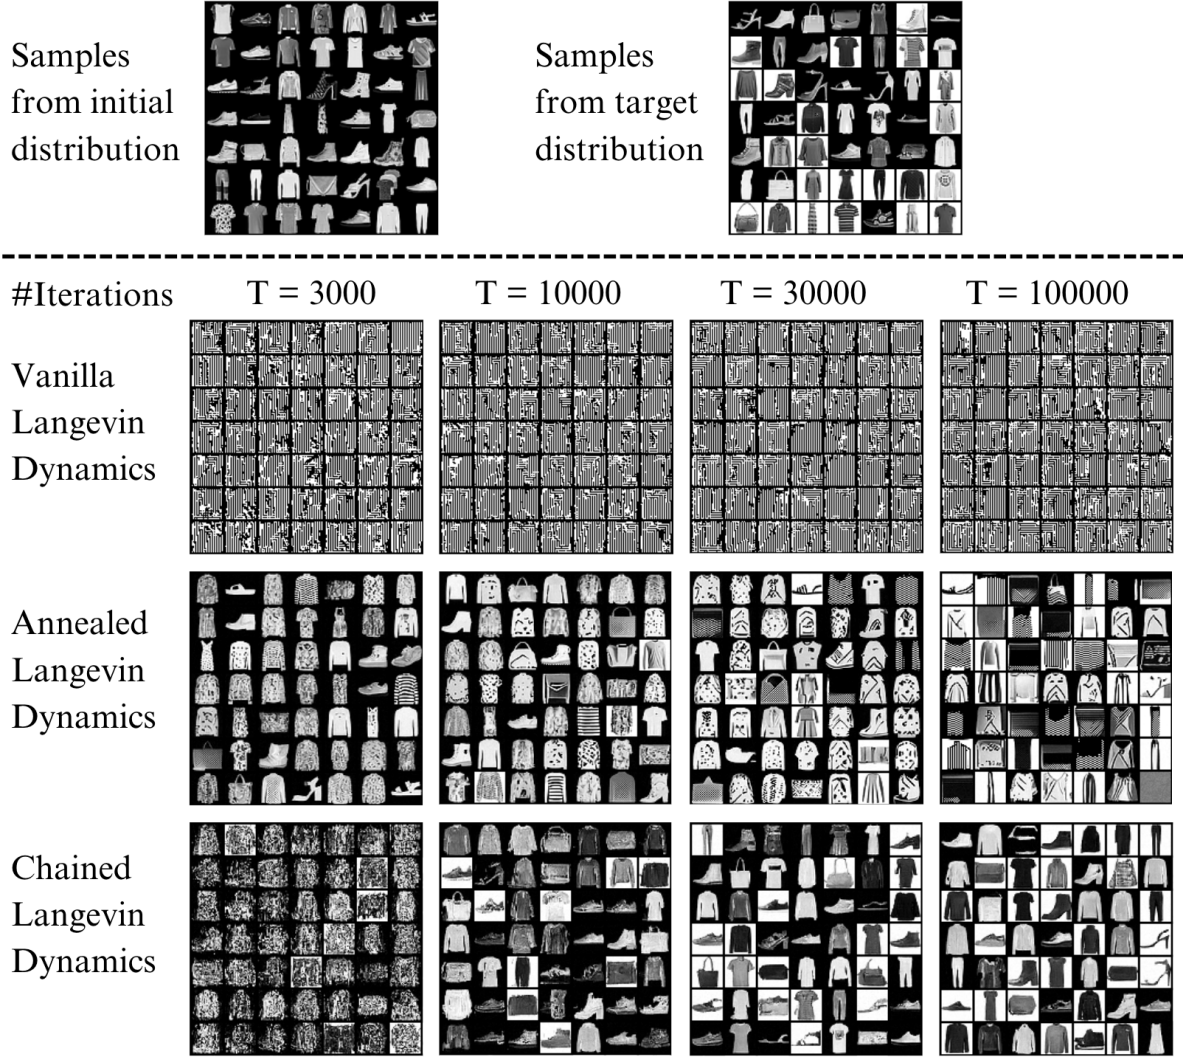 Samples
from initial
distribution
Samples
from target
distribution
#Iterations
T = 3000
T = 10000
T = 30000
T = 100000
Vanilla
Langevin
Dynamics
Annealed
Langevin
Dynamics
Chained
Langevin
Dynamics